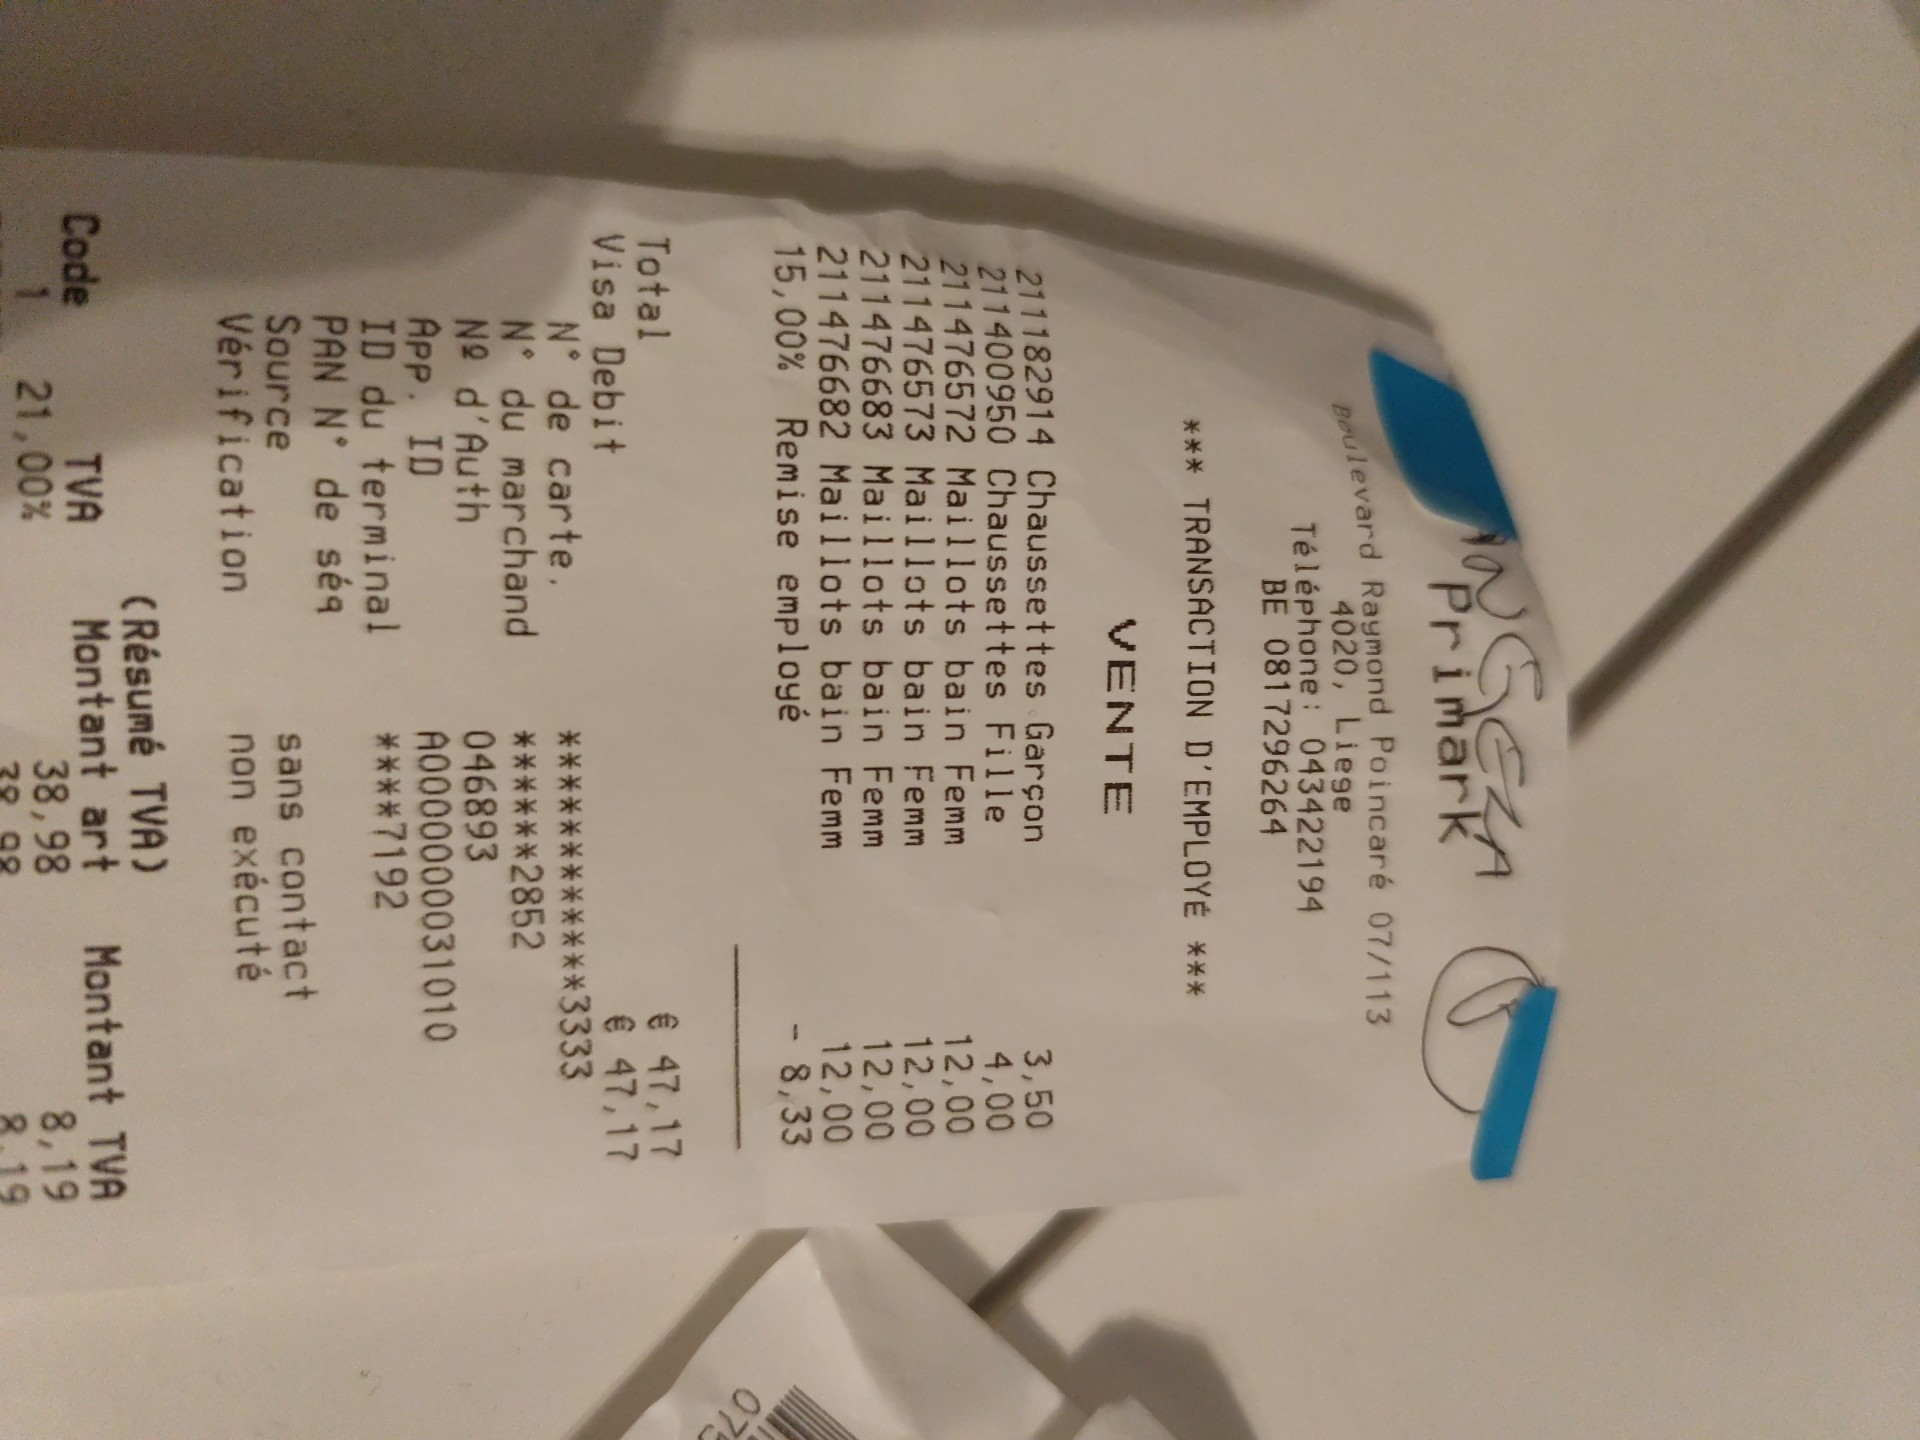 Primark
Boulevard Raymond Poincaré 07/113
4020, Liege
Téléphone: 043422194
BE 0817296264
*** TRANSACTION D'EMPLOYÉ ***
VENTE
211182914 Chaussettes Garçon 3,50
211400950 Chaussettes Fille 4,00
211476572 Maillots bain Femm 12,00
211476573 Maillots bain Femm 12,00
211476683 Maillots bain Femm 12,00
211476682 Maillots bain Femm 12,00
15,00% Remise employé - 8,33
Total € 47,17
Visa Debit € 47,17
N° de carte. ************3333
N° du marchand ******2852
Nº d'Auth 046893
App. ID A0000000031010
ID du terminal ****7192
PAN N° de séq
Source sans contact
Vérification non exécuté
(Résumé TVA)
Code TVA Montant art Montant TVA
1 21,00% 38,98 8,19
38,98 8,19